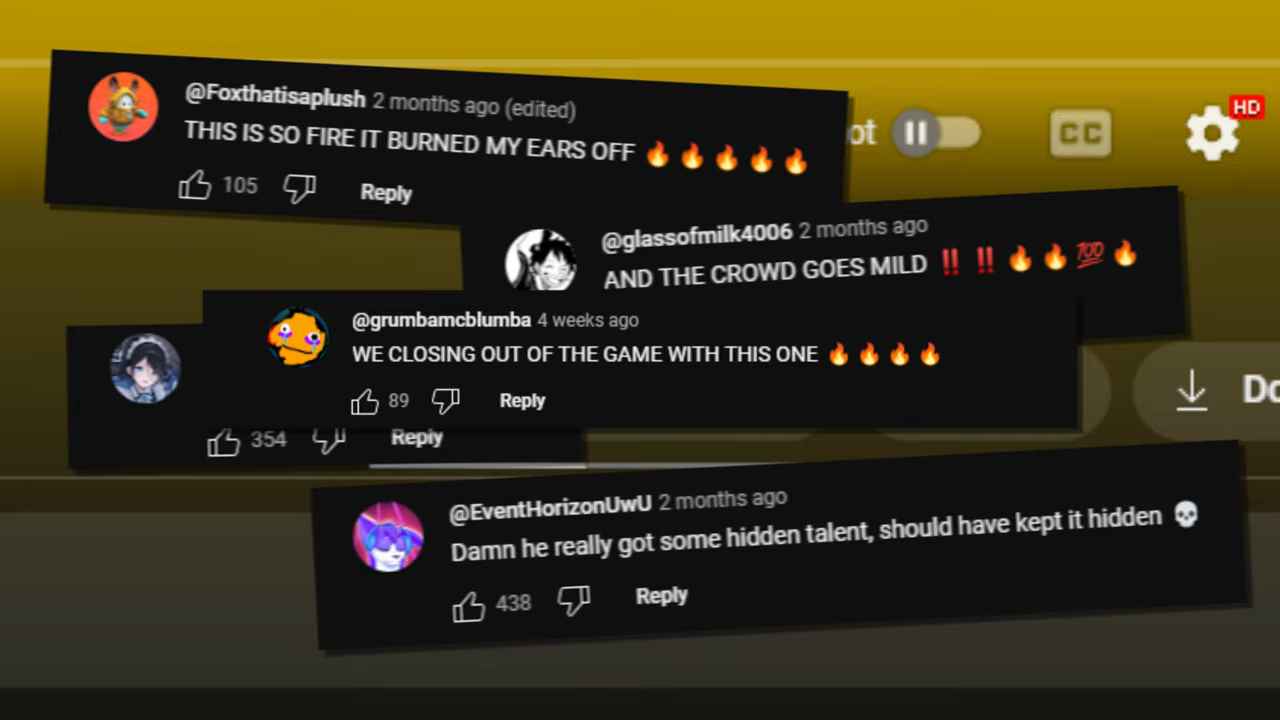 @Foxthatisaplush 2 months ago (edited)
THIS IS SO FIRE IT BURNED MY EARS OFF 🔥🔥🔥🔥🔥
105 Reply
ot
CC
HD
@glassofmilk4006 2 months ago
AND THE CROWD GOES MILD ‼️‼️🔥🔥💯🔥
@grumbamcblumba 4 weeks ago
WE CLOSING OUT OF THE GAME WITH THIS ONE 🔥🔥🔥🔥
89 Reply
Do
354 Reply
@EventHorizonUwU 2 months ago
Damn he really got some hidden talent, should have kept it hidden 💀
438 Reply